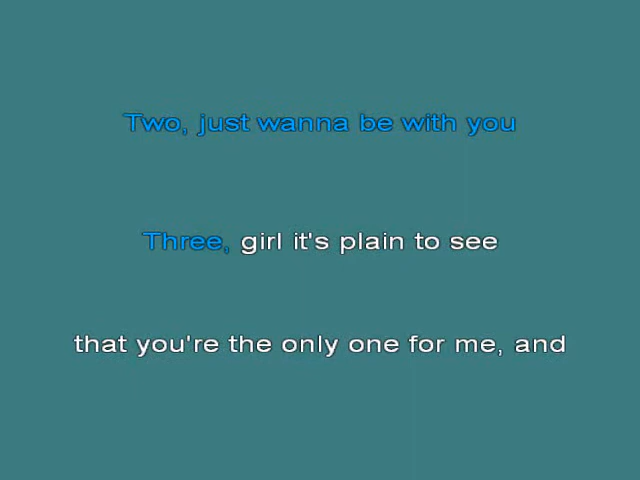 Two, just wanna be with you
Three, girl it's plain to see
that you're the only one for me, and